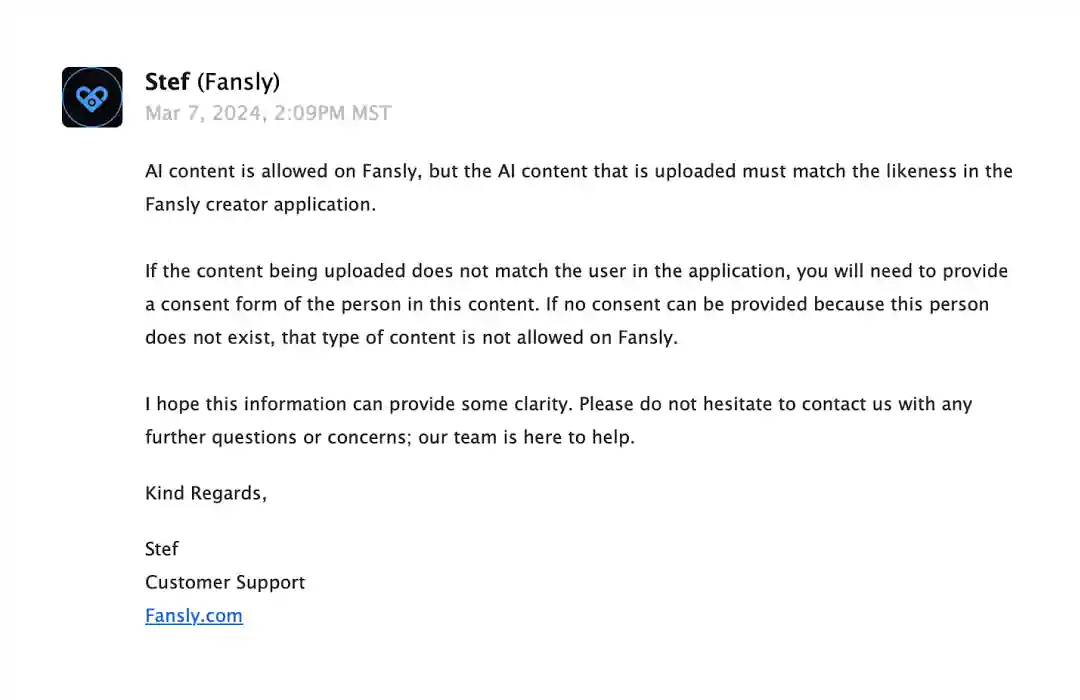 Stef (Fansly)
Mar 7, 2024, 2:09PM MST
AI content is allowed on Fansly, but the AI content that is uploaded must match the likeness in the
Fansly creator application.
If the content being uploaded does not match the user in the application, you will need to provide
a consent form of the person in this content. If no consent can be provided because this person
does not exist, that type of content is not allowed on Fansly.
I hope this information can provide some clarity. Please do not hesitate to contact us with any
further questions or concerns; our team is here to help.
Kind Regards,
Stef
Customer Support
Fansly.com